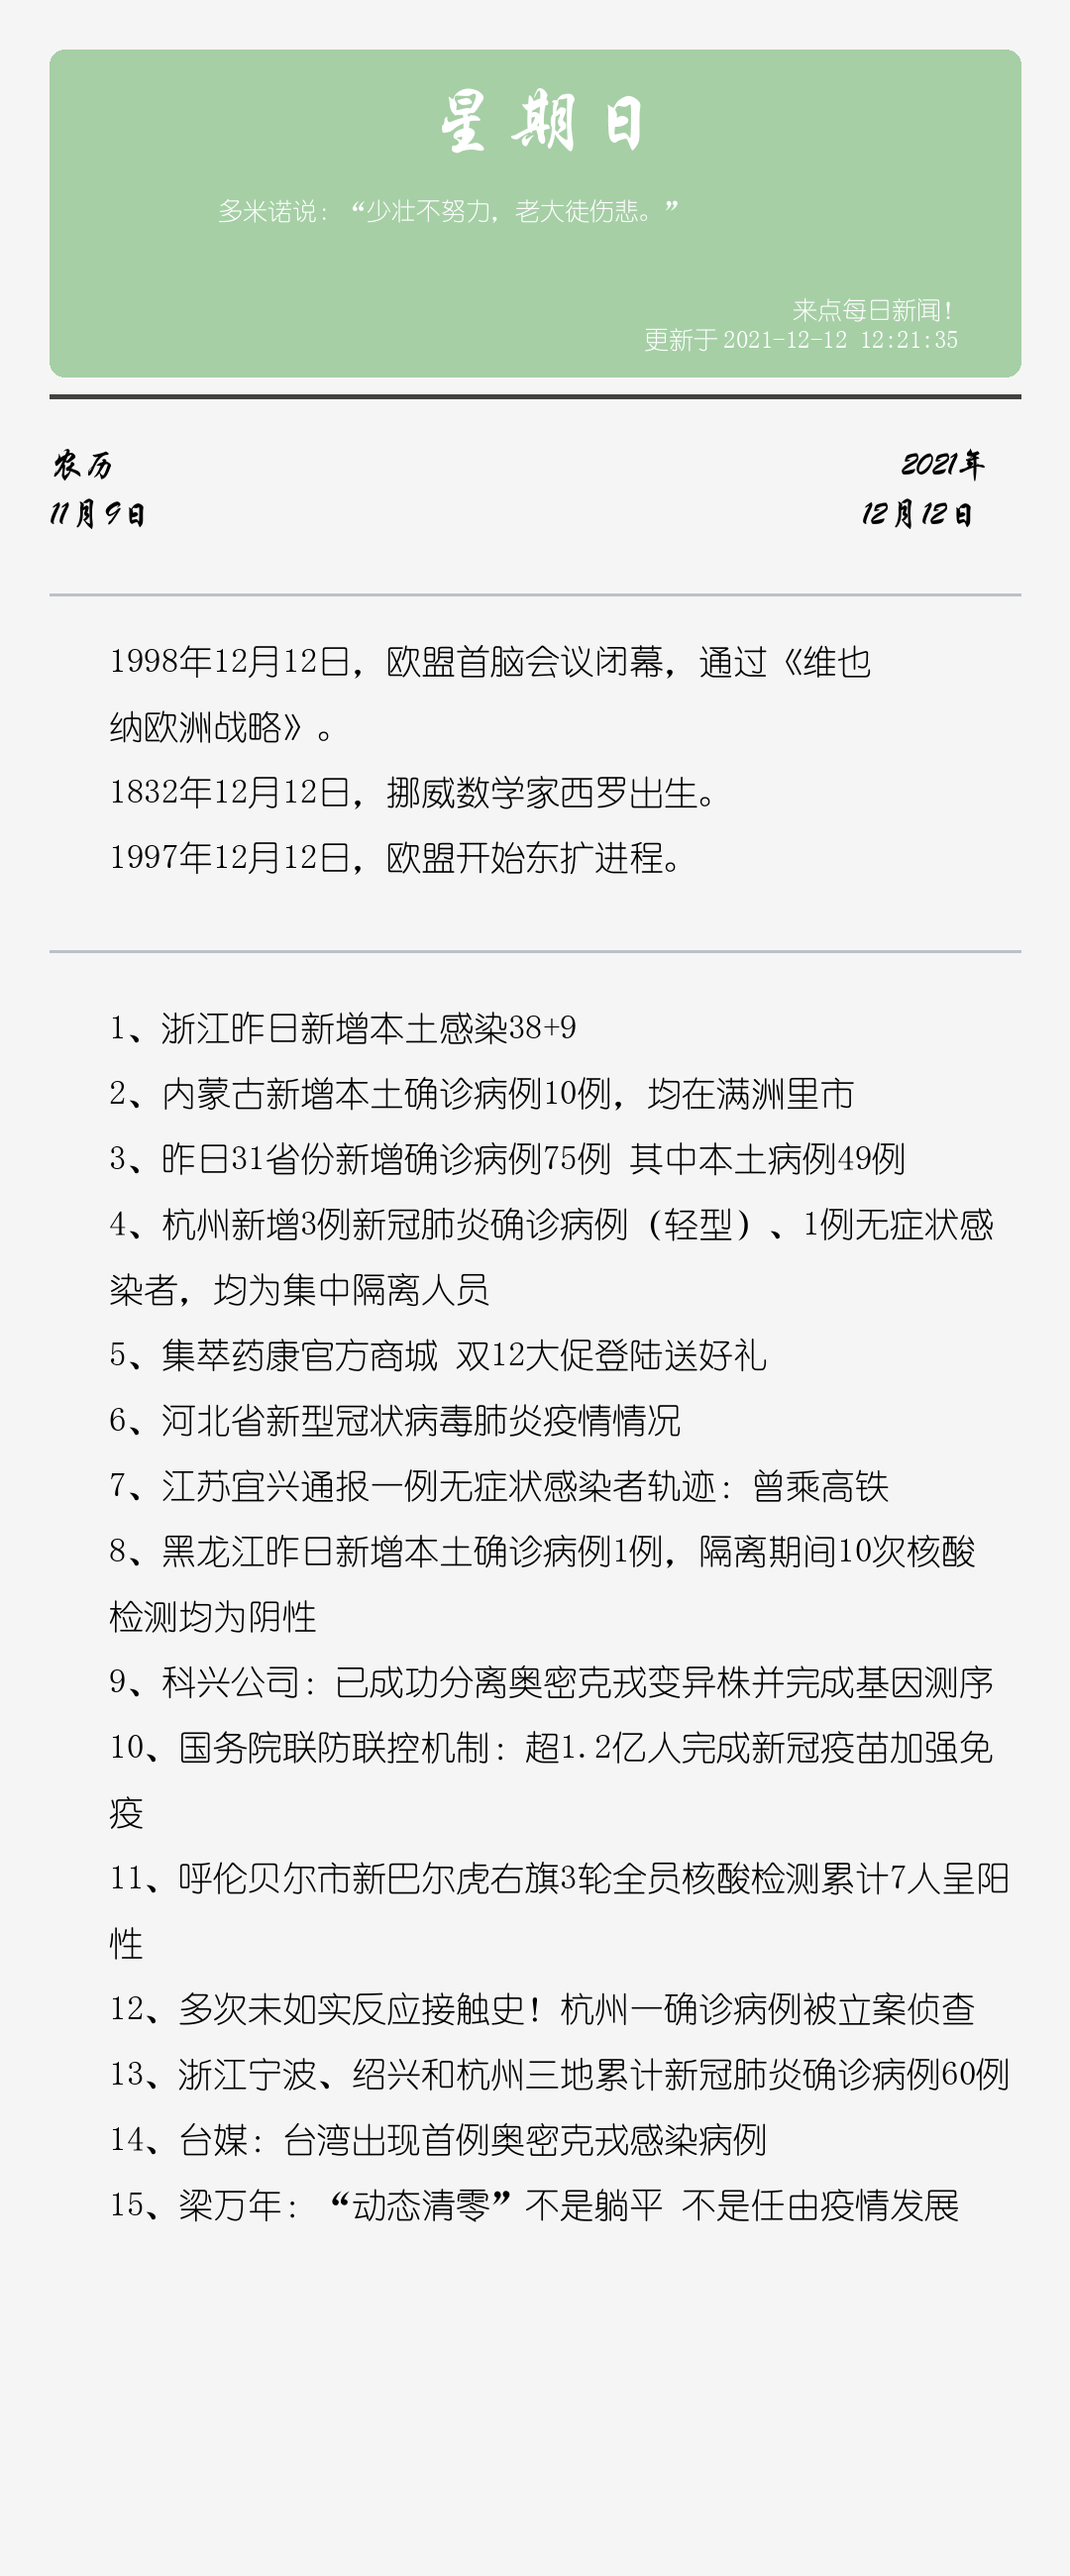 星期日
多米诺说：“少壮不努力，老大徒伤悲。”
来点每日新闻！
更新于 2021-12-12 12:21:35
农历
2021年
11月9日
12月12日
1998年12月12日，欧盟首脑会议闭幕，通过《维也
纳欧洲战略》。
1832年12月12日，挪威数学家西罗出生。
1997年12月12日，欧盟开始东扩进程。
1、浙江昨日新增本土感染38+9
2、内蒙古新增本土确诊病例10例，均在满洲里市
3、昨日31省份新增确诊病例75例 其中本土病例49例
4、杭州新增3例新冠肺炎确诊病例（轻型）、1例无症状感
染者，均为集中隔离人员
5、集萃药康官方商城 双12大促登陆送好礼
6、河北省新型冠状病毒肺炎疫情情况
7、江苏宜兴通报一例无症状感染者轨迹：曾乘高铁
8、黑龙江昨日新增本土确诊病例1例，隔离期间10次核酸
检测均为阴性
9、科兴公司：已成功分离奥密克戎变异株并完成基因测序
10、国务院联防联控机制：超1.2亿人完成新冠疫苗加强免
疫
11、呼伦贝尔市新巴尔虎右旗3轮全员核酸检测累计7人呈阳
性
12、多次未如实反应接触史！杭州一确诊病例被立案侦查
13、浙江宁波、绍兴和杭州三地累计新冠肺炎确诊病例60例
14、台媒：台湾出现首例奥密克戎感染病例
15、梁万年：“动态清零”不是躺平 不是任由疫情发展